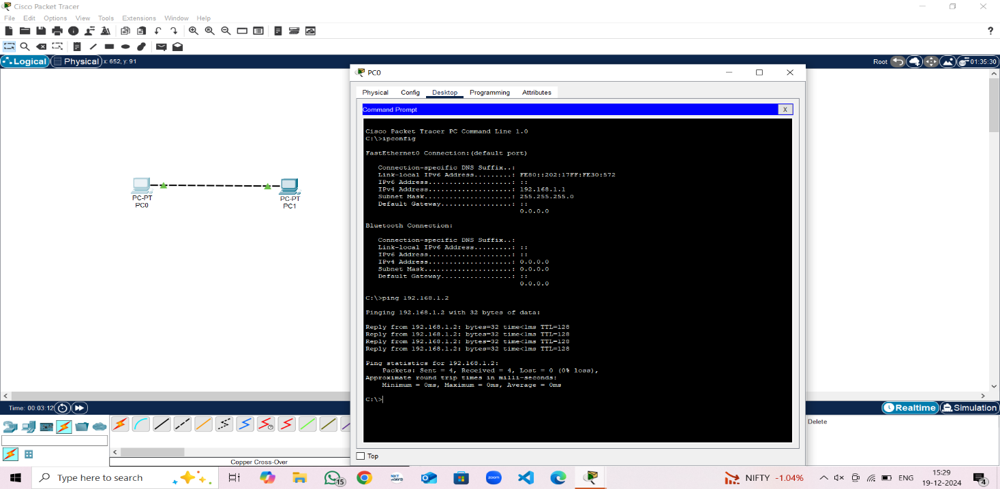 Cisco Packet Tracer
File Edit Options View Tools Extensions Window Help
?
Logical Physical x: 652, y: 91
Root 01:35:30
PC-PT
PC0
PC-PT
PC1
PC0
Physical Config Desktop Programming Attributes
Command Prompt X
Cisco Packet Tracer PC Command Line 1.0
C:\>ipconfig
FastEthernet0 Connection:(default port)
Connection-specific DNS Suffix..:
Link-local IPv6 Address.........: FE80::202:17FF:FE30:572
IPv6 Address....................: ::
IPv4 Address....................: 192.168.1.1
Subnet Mask.....................: 255.255.255.0
Default Gateway.................: ::
0.0.0.0
Bluetooth Connection:
Connection-specific DNS Suffix..:
Link-local IPv6 Address.........: ::
IPv6 Address....................: ::
IPv4 Address....................: 0.0.0.0
Subnet Mask.....................: 0.0.0.0
Default Gateway.................: ::
0.0.0.0
C:\>ping 192.168.1.2
Pinging 192.168.1.2 with 32 bytes of data:
Reply from 192.168.1.2: bytes=32 time<1ms TTL=128
Reply from 192.168.1.2: bytes=32 time<1ms TTL=128
Reply from 192.168.1.2: bytes=32 time<1ms TTL=128
Reply from 192.168.1.2: bytes=32 time<1ms TTL=128
Ping statistics for 192.168.1.2:
Packets: Sent = 4, Received = 4, Lost = 0 (0% loss),
Approximate round trip times in milli-seconds:
Minimum = 0ms, Maximum = 0ms, Average = 0ms
C:\>
Top
Time: 00:03:12
Realtime Simulation
Delete
Copper Cross-Over
Type here to search
15
NXT
WAVE
zoom
NIFTY -1.04%
ENG
15:29
19-12-2024
4